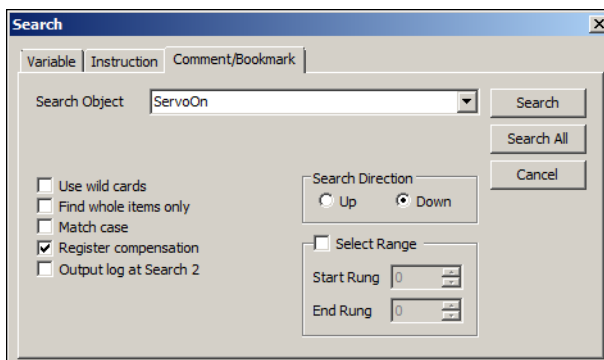 Search
Variable Instruction Comment/Bookmark
Search Object ServoOn Search
Search All
Cancel
Use wild cards
Find whole items only
Match case
Register compensation
Output log at Search 2
Search Direction
Up Down
Select Range
Start Rung 0
End Rung 0